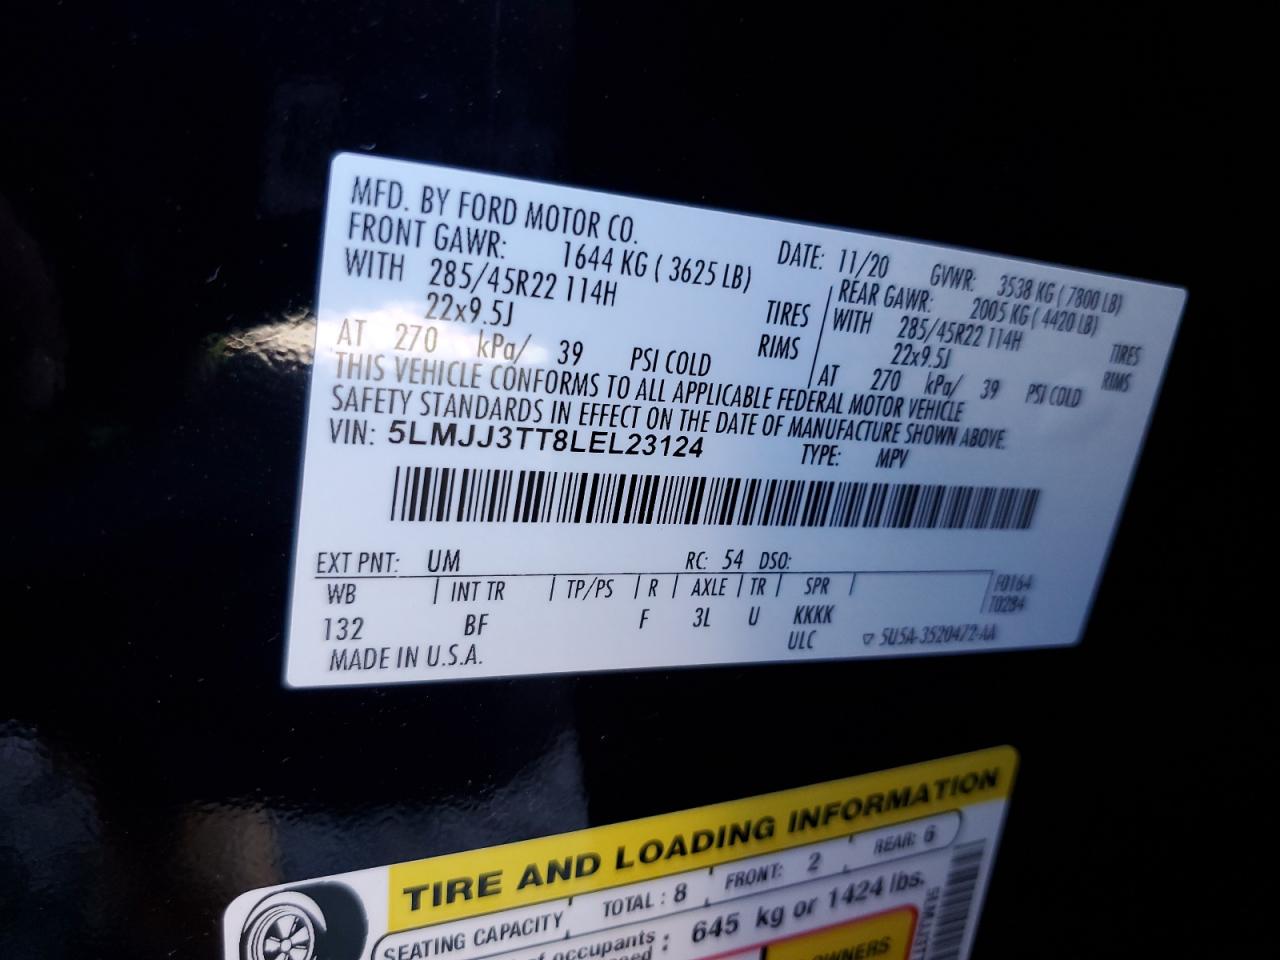 MFD. BY FORD MOTOR CO.
DATE: 11/20 GVWR: 3538 KG ( 7800 LB)
FRONT GAWR: 1644 KG ( 3625 LB)
WITH 285/45R22 114H TIRES
22x9.5J RIMS
AT 270 kPa/ 39 PSI COLD
REAR GAWR: 2005 KG ( 4420 LB)
WITH 285/45R22 114H TIRES
22x9.5J RIMS
AT 270 kPa/ 39 PSI COLD
THIS VEHICLE CONFORMS TO ALL APPLICABLE FEDERAL MOTOR VEHICLE
SAFETY STANDARDS IN EFFECT ON THE DATE OF MANUFACTURE SHOWN ABOVE.
VIN: 5LMJJ3TT8LEL23124 TYPE: MPV
EXT PNT: UM RC: 54 DSO:
WB INT TR TP/PS R AXLE TR SPR F0164
T0284
132 BF F 3L U KKKK
ULC ▽ 5U5A-3520472-AA
MADE IN U.S.A.
TIRE AND LOADING INFORMATION
SEATING CAPACITY TOTAL : 8 FRONT: 2 REAR: 6
occupants : 645 kg or 1424 lbs.
OWNERS